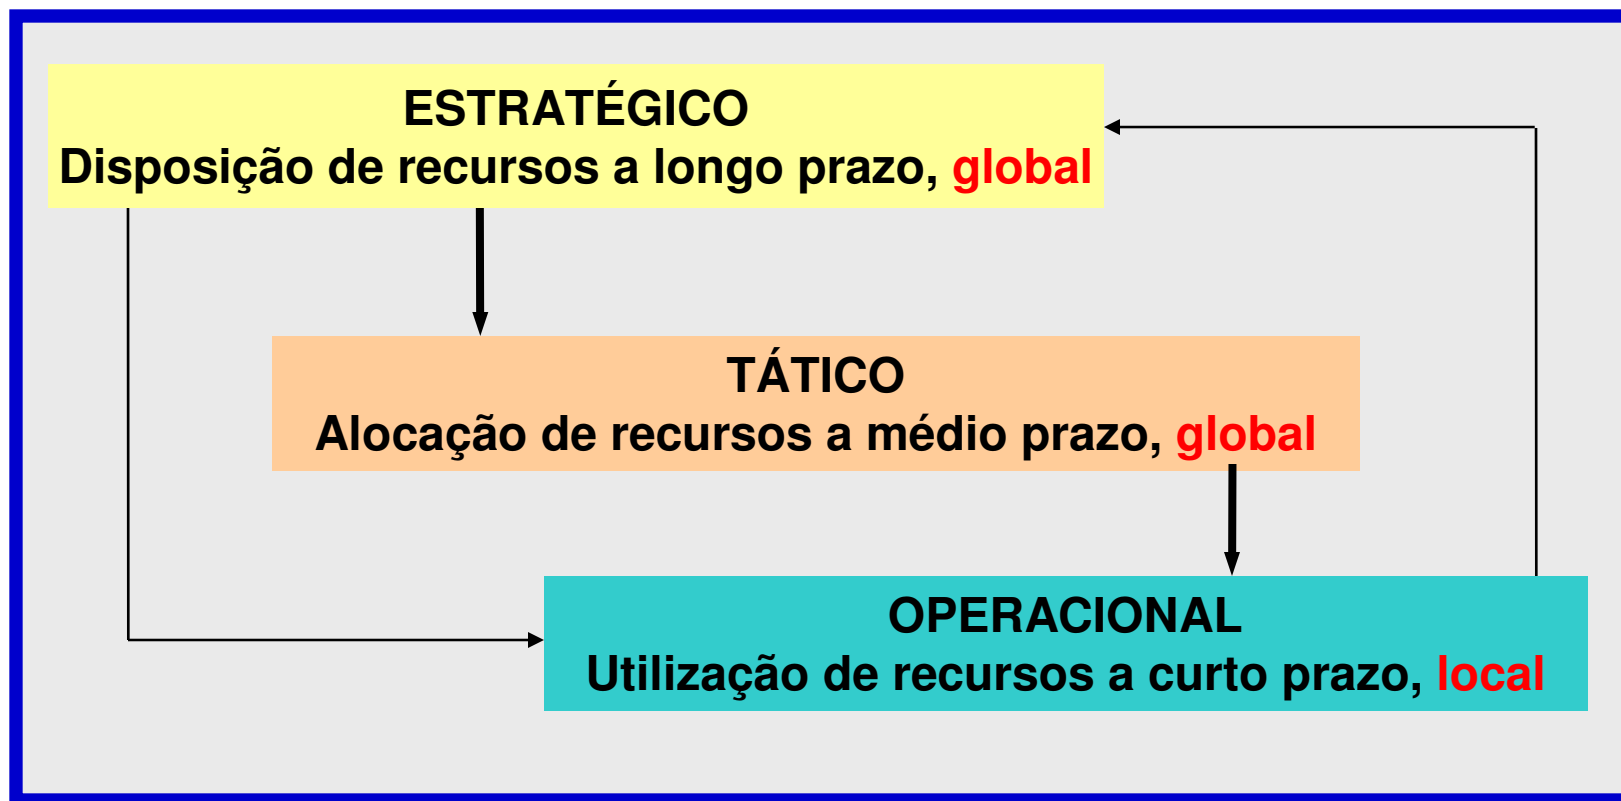 ESTRATÉGICO
Disposição de recursos a longo prazo, global
TÁTICO
Alocação de recursos a médio prazo, global
OPERACIONAL
Utilização de recursos a curto prazo, local